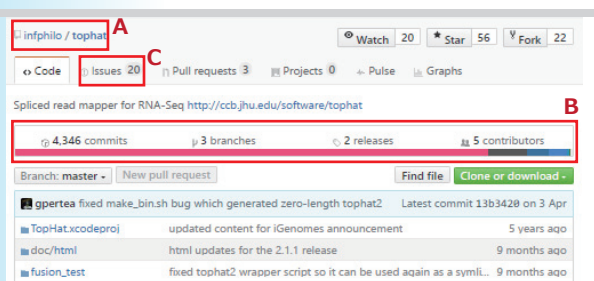 infphilo / tophat A
Watch 20 Star 56 Fork 22
C
Code Issues 20 Pull requests 3 Projects 0 Pulse Graphs
Spliced read mapper for RNA-Seq http://ccb.jhu.edu/software/tophat
B
4,346 commits 3 branches 2 releases 5 contributors
Branch: master New pull request Find file Clone or download
gpertea fixed make_bin.sh bug which generated zero-length tophat2 Latest commit 13b3420 on 3 Apr
TopHat.xcodeproj updated content for iGenomes announcement 5 years ago
doc/html html updates for the 2.1.1 release 9 months ago
fusion_test fixed tophat2 wrapper script so it can be used again as a symli... 9 months ago